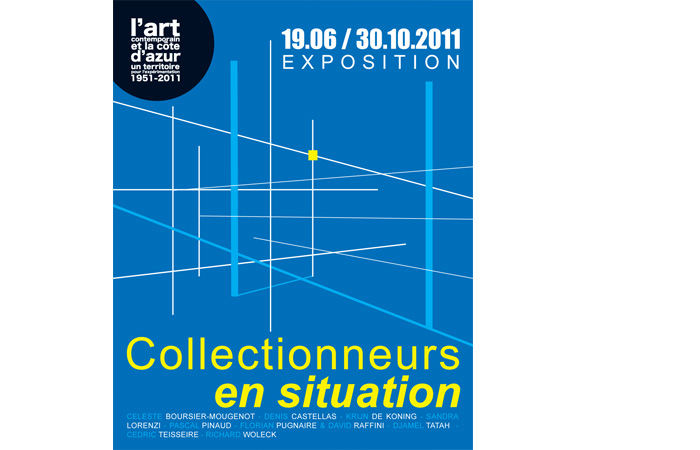 l'art
contemporain
et la côte
d'azur
un territoire
pour l'expérimentation
1951-2011
19.06 / 30.10.2011
EXPOSITION
Collectionneurs
en situation
CELESTE BOURSIER-MOUGENOT - DENIS CASTELLAS - KRIJN DE KONING - SANDRA
LORENZI - PASCAL PINAUD - FLORIAN PUGNAIRE & DAVID RAFFINI - DJAMEL TATAH -
CEDRIC TEISSEIRE - RICHARD WOLECK